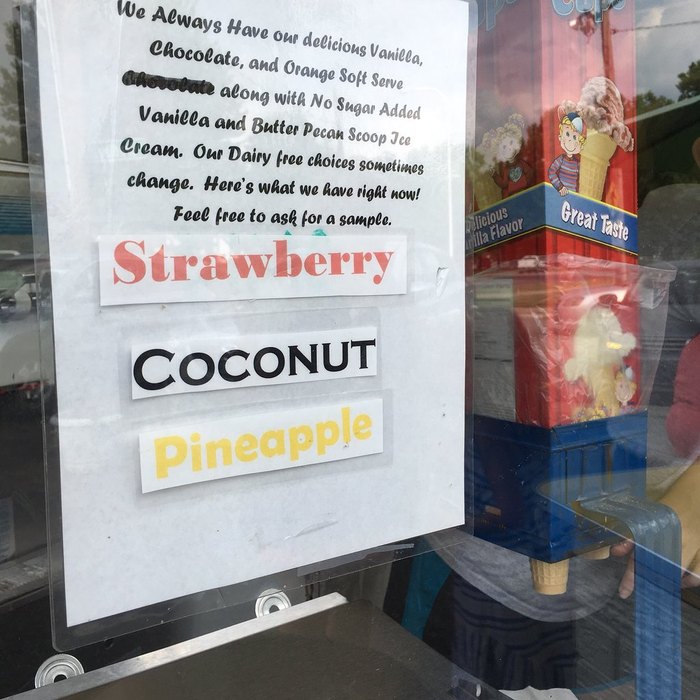 We Always Have our delicious Vanilla,
Chocolate, and Orange Soft Serve
Chocolate along with No Sugar Added
Vanilla and Butter Pecan Scoop Ice
Cream. Our Dairy free choices sometimes
change. Here's what we have right now!
Feel free to ask for a sample.
Strawberry
COCONUT
Pineapple
Cups
Great Taste
Flavor